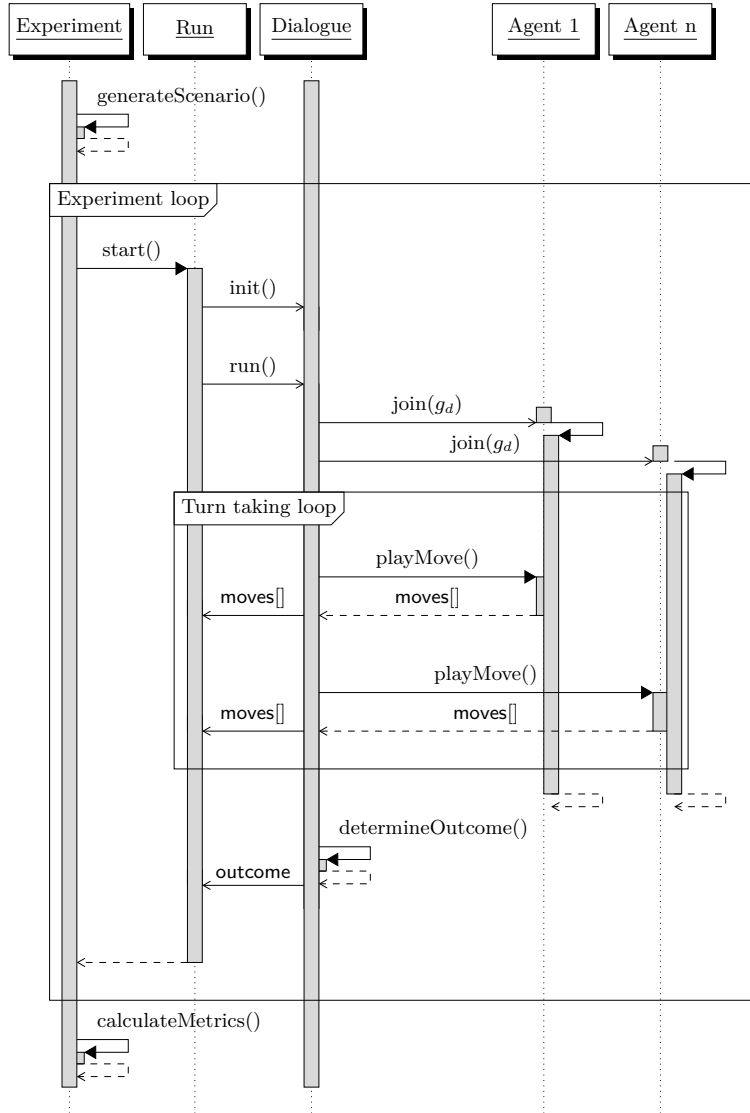 Experiment Run Dialogue Agent 1 Agent n
generateScenario()
Experiment loop
start()
init()
run()
join(g_d)
join(g_d)
Turn taking loop
playMove()
moves[] moves[]
playMove()
moves[] moves[]
determineOutcome()
outcome
calculateMetrics()